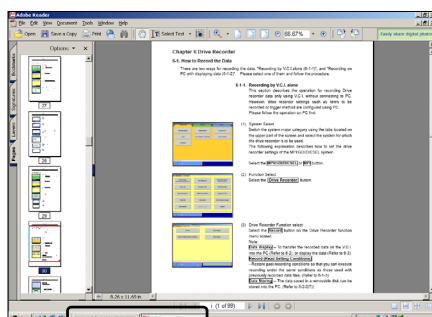 Adobe Reader
File Edit View Document Tools Window Help
Open Save a Copy Print Select Text 66.67%
Options
Bookmarks
Signatures
Layers
Pages
27
28
29
30
Chapter 6 Drive Recorder
6-1. How to Record the Data
There are two ways for recording the data, "Recording by V.C.I. alone (6-1-1)", and "Recording on
PC with displaying data (6-1-2)". Please select one of them and follow the procedure.
6-1-1. Recording by V.C.I. alone
This section describes the operation for recording Drive
recorder data only using V.C.I. without connecting to PC.
However, drive recorder settings such as items to be
recorded or trigger method are configured using PC.
Please follow the operation on PC first.
(1) System Select
Switch the system major category using the tabs located on
the upper part of the screen and select the system for which
the drive recorder is to be used.
The following explanation describes how to set the drive
recorder settings of the MPI/GDI/DIESEL system.
Select the MPI/GDI/DIESEL or MPI button.
(2) Function Select
Select the Drive Recorder button.
(3) Drive Recorder Function select
Select the Record button on the Drive Recorder function
menu screen.
Note
Data display - To transfer the recorded data on the V.C.I.
into the PC (Refer to 6-2) or display the data (Refer to 6-3).
Record (Read Setting Conditions)
- Restore past recording conditions so that you can execute
recording under the same conditions as those used with
previously recorded data files. (Refer to 6-1-3)
Data Saving - The data saved in a removable disk can be
stored into the PC. (Refer to 6-2-2(7))
8.26 x 11.69 in
i (1 of 99)